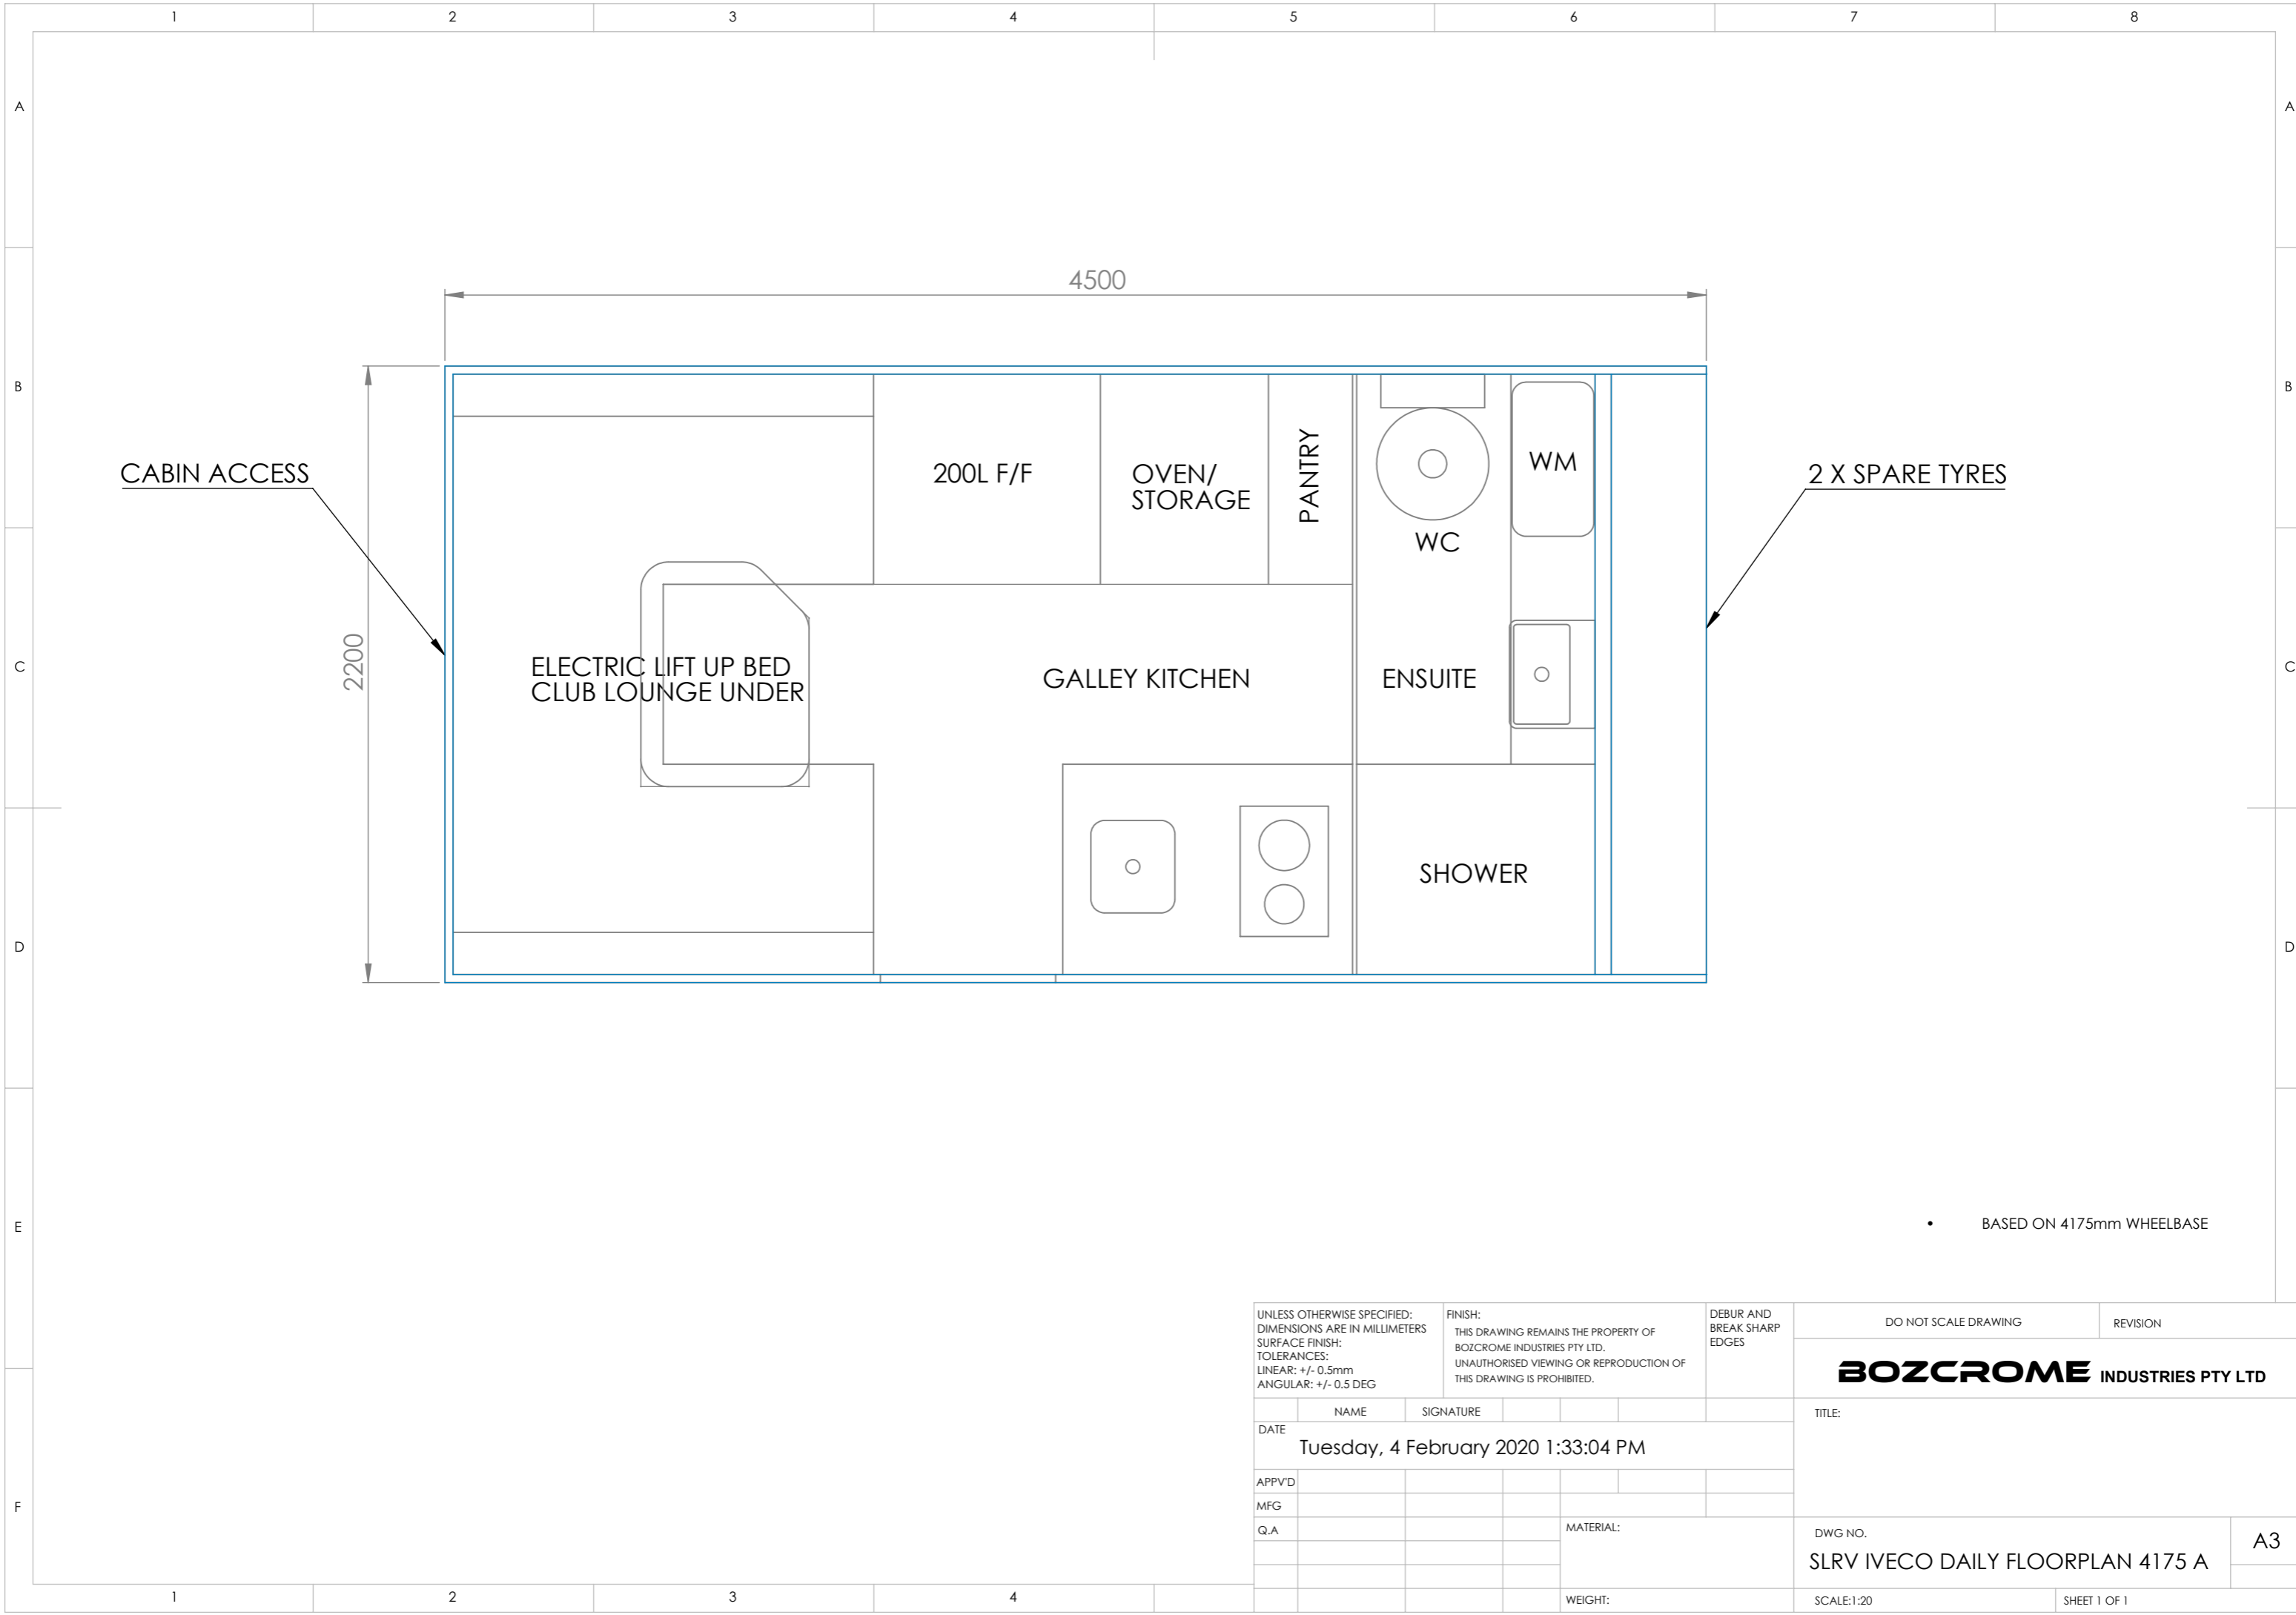 1 2 3 4 5 6 7 8
A A
4500
B B
CABIN ACCESS
200L F/F
OVEN/
STORAGE
PANTRY
WC
WM
2 X SPARE TYRES
2200
C C
ELECTRIC LIFT UP BED
CLUB LOUNGE UNDER
GALLEY KITCHEN
ENSUITE
SHOWER
D D
E
• BASED ON 4175mm WHEELBASE
F
UNLESS OTHERWISE SPECIFIED:
DIMENSIONS ARE IN MILLIMETERS
SURFACE FINISH:
TOLERANCES:
LINEAR: +/- 0.5mm
ANGULAR: +/- 0.5 DEG
FINISH:
THIS DRAWING REMAINS THE PROPERTY OF
BOZCROME INDUSTRIES PTY LTD.
UNAUTHORISED VIEWING OR REPRODUCTION OF
THIS DRAWING IS PROHIBITED.
DEBUR AND
BREAK SHARP
EDGES
DO NOT SCALE DRAWING
REVISION
BOZCROME INDUSTRIES PTY LTD
NAME SIGNATURE
DATE
Tuesday, 4 February 2020 1:33:04 PM
TITLE:
APPV'D
MFG
Q.A
MATERIAL:
DWG NO.
SLRV IVECO DAILY FLOORPLAN 4175 A
A3
WEIGHT:
SCALE:1:20
SHEET 1 OF 1
1 2 3 4